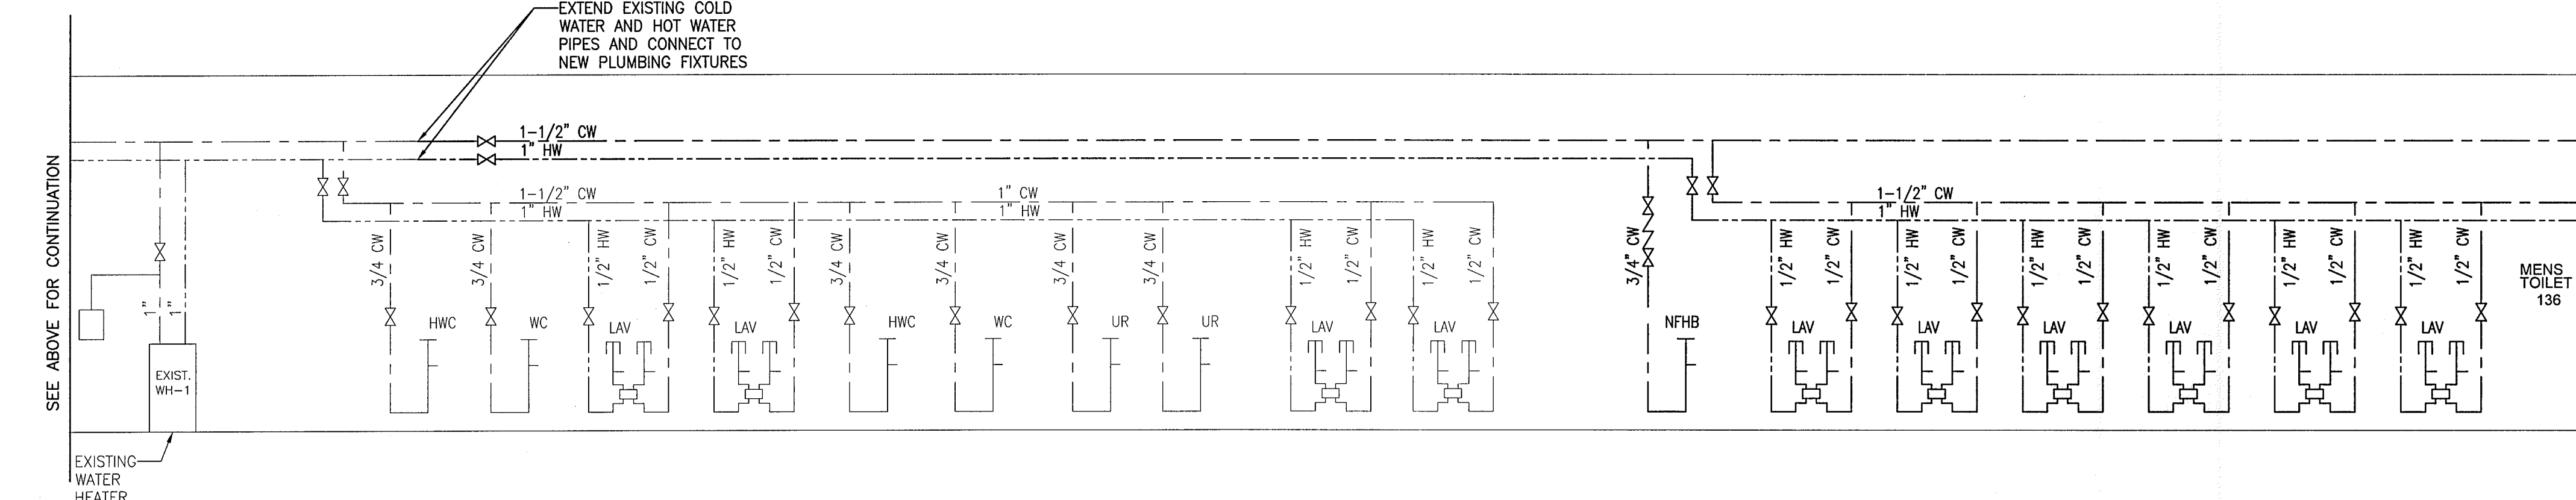 EXTEND EXISTING COLD
WATER AND HOT WATER
PIPES AND CONNECT TO
NEW PLUMBING FIXTURES
SEE ABOVE FOR CONTINUATION
1-1/2" CW
1" HW
1-1/2" CW
1" HW
1" CW
1" HW
1-1/2" CW
1" HW
1"
1"
3/4 CW
3/4 CW
1/2" HW
1/2" CW
1/2" HW
1/2" CW
3/4 CW
3/4 CW
3/4 CW
3/4 CW
1/2" HW
1/2" CW
1/2" HW
1/2" CW
3/4" CW
1/2" HW
1/2" CW
1/2" HW
1/2" CW
1/2" HW
1/2" CW
1/2" HW
1/2" CW
1/2" HW
1/2" CW
1/2" HW
1/2" CW
MENS
TOILET
136
HWC
WC
LAV
LAV
HWC
WC
UR
UR
LAV
LAV
NFHB
LAV
LAV
LAV
LAV
LAV
LAV
EXIST.
WH-1
EXISTING
WATER
HEATER